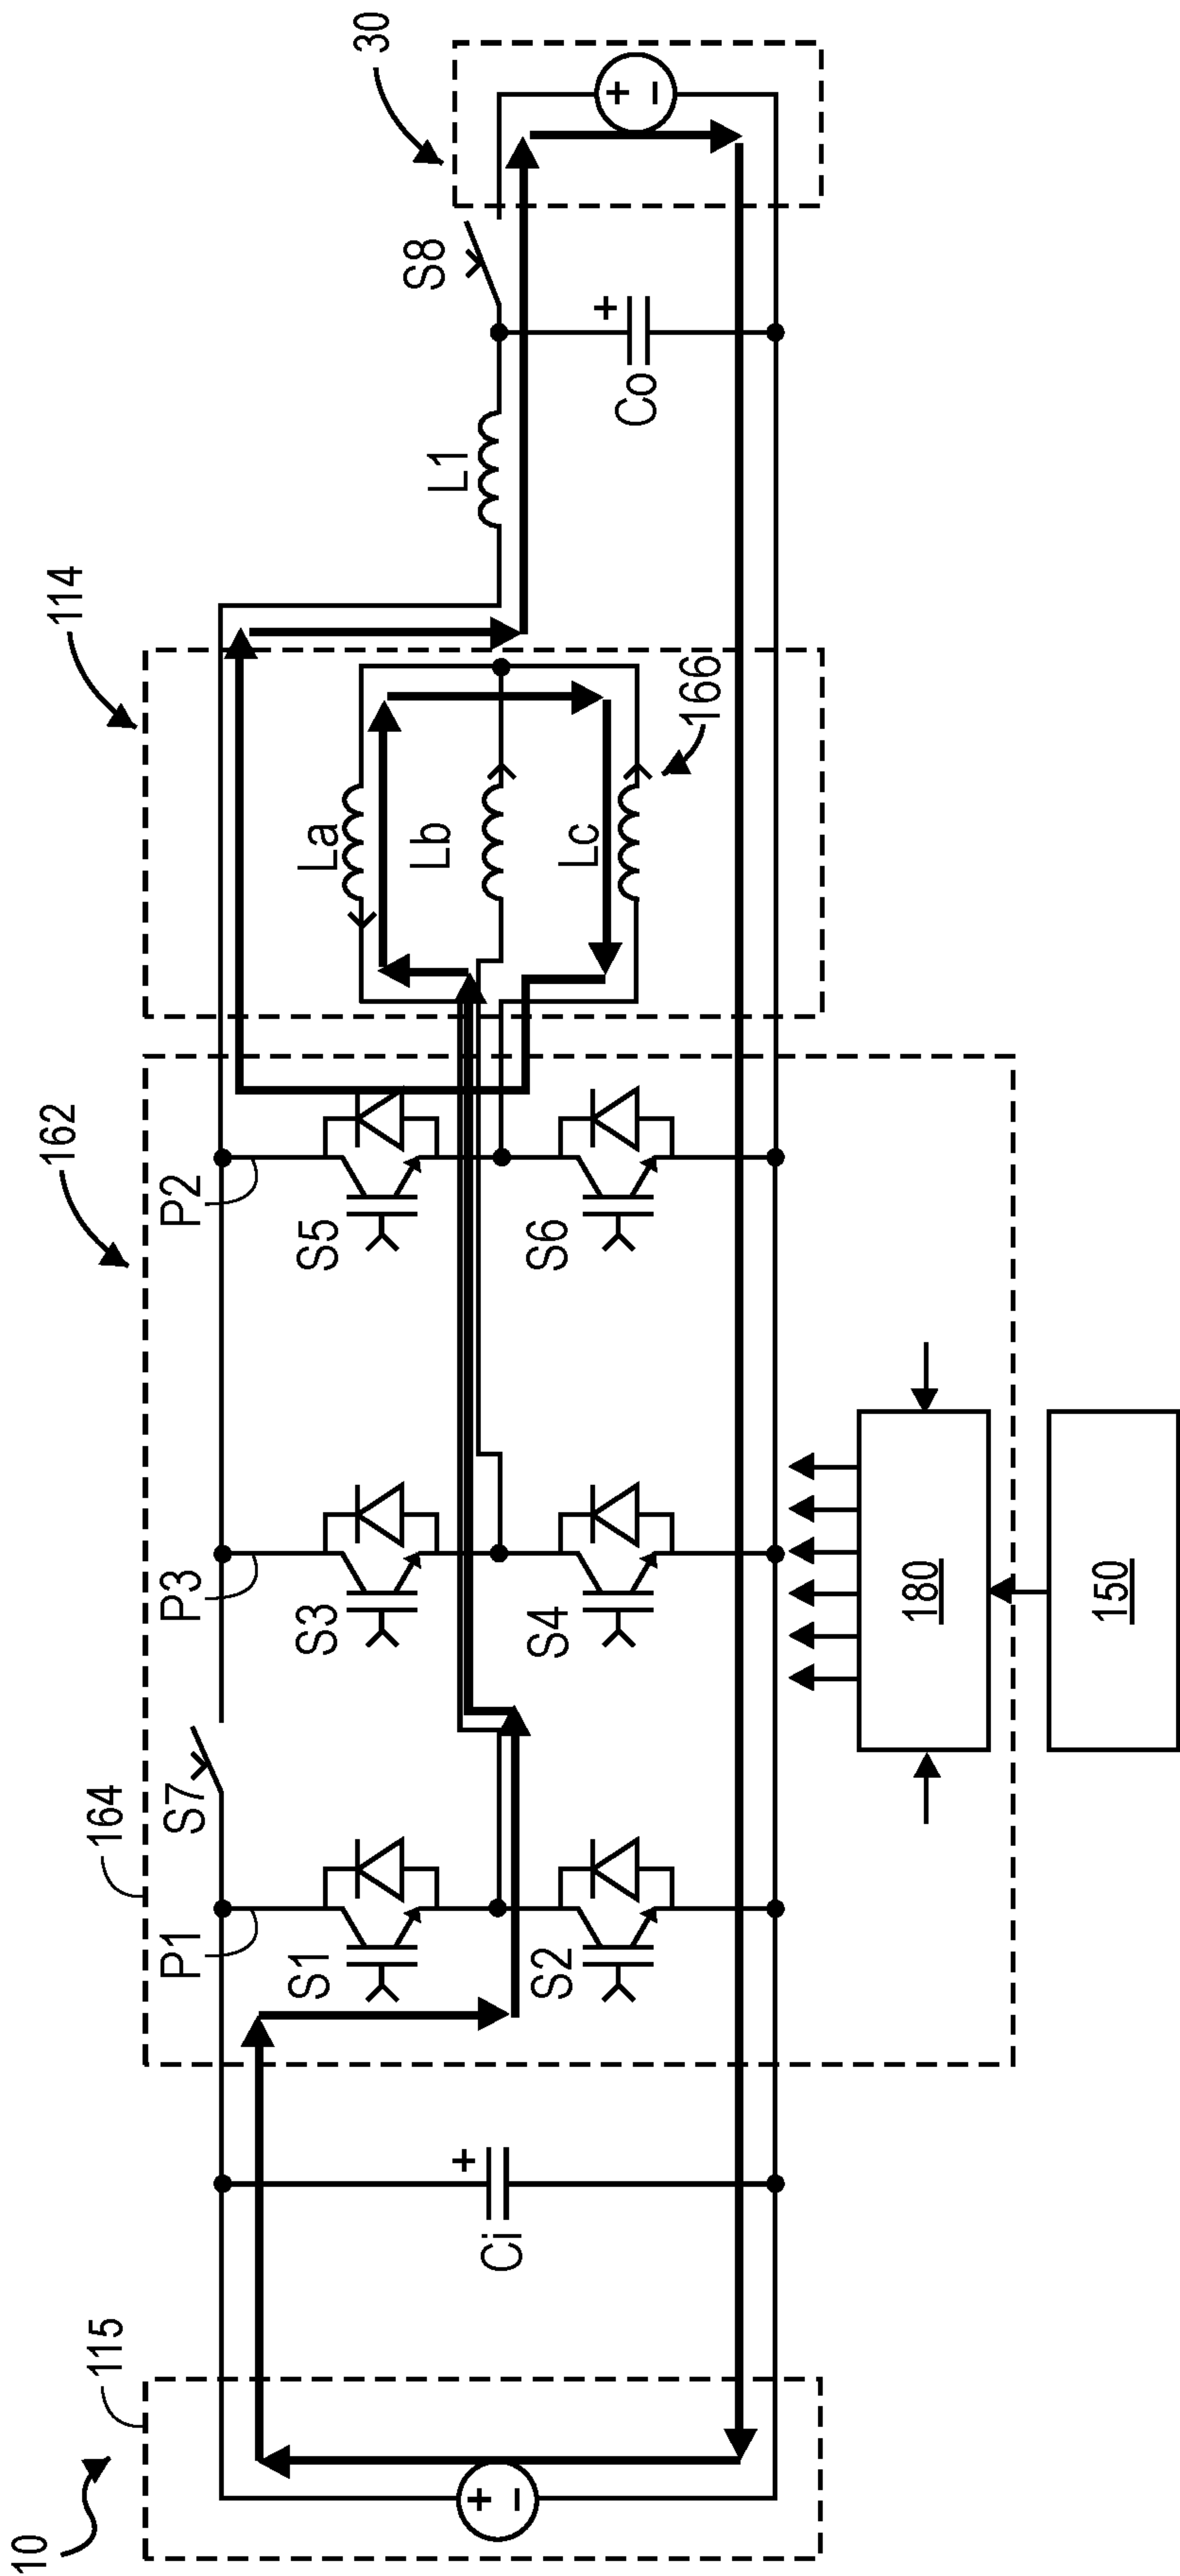 10
115
164
162
114
30
P1
S7
P3
P2
S1
S3
S5
La
Lb
Lc
166
L1
S8
+
-
+
Ci
S2
S4
S6
+
Co
+
-
180
150